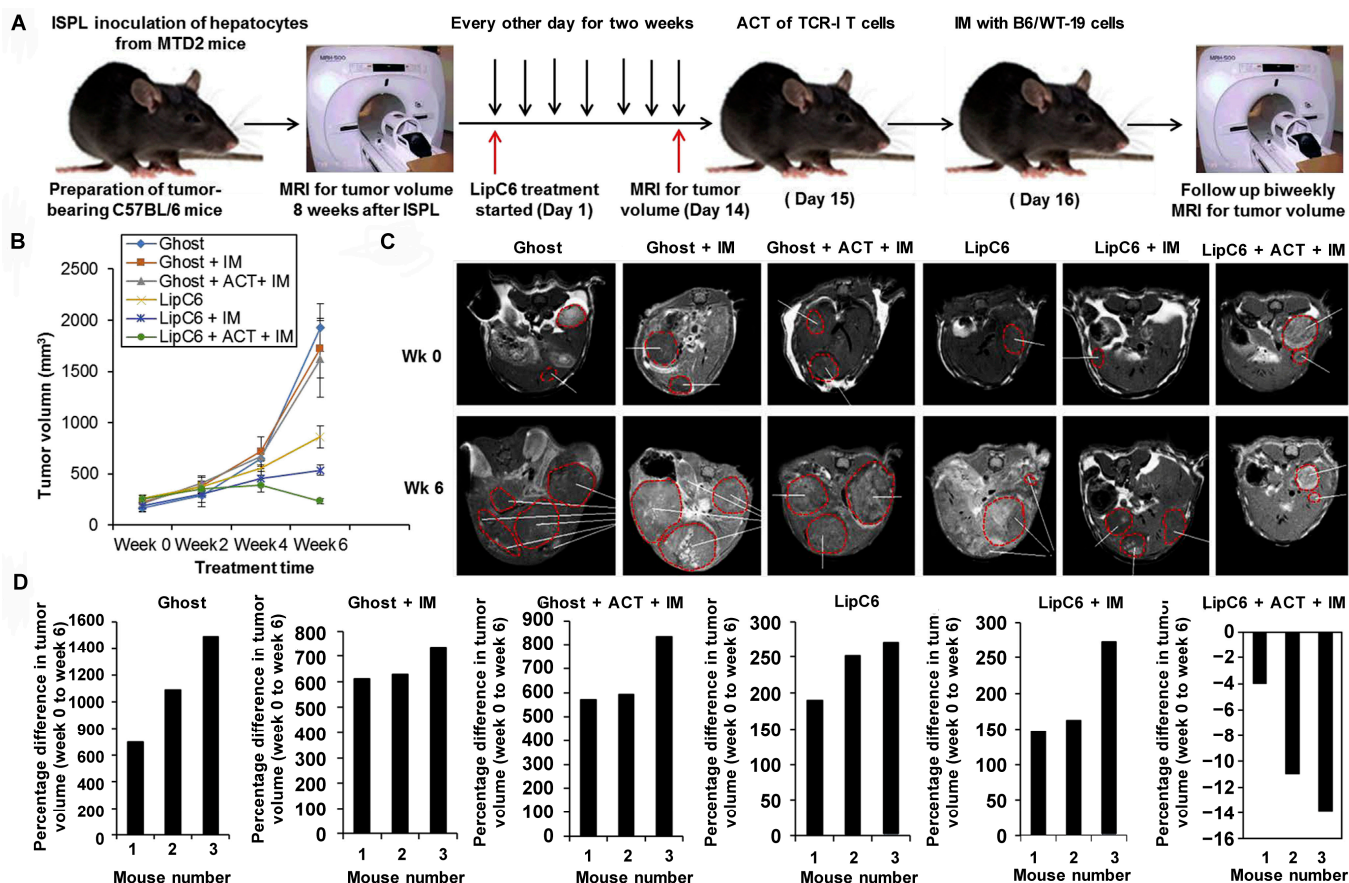 A
ISPL inoculation of hepatocytes
from MTD2 mice
Every other day for two weeks
ACT of TCR-I T cells
IM with B6/WT-19 cells
Preparation of tumor-
bearing C57BL/6 mice
MRI for tumor volume
8 weeks after ISPL
LipC6 treatment
started (Day 1)
MRI for tumor
volume (Day 14)
( Day 15)
( Day 16)
Follow up biweekly
MRI for tumor volume
B
Ghost
Ghost + IM
Ghost + ACT+ IM
LipC6
LipC6 + IM
LipC6 + ACT + IM
Tumor volumn (mm³)
2500
2000
1500
1000
500
0
Week 0 Week2 Week4 Week6
Treatment time
C
Ghost
Ghost + IM
Ghost + ACT + IM
LipC6
LipC6 + IM
LipC6 + ACT + IM
Wk 0
Wk 6
D
Ghost
Percentage difference in tumor
volume (week 0 to week 6)
1600
1400
1200
1000
800
600
400
200
0
1 2 3
Mouse number
Ghost + IM
Percentage difference in tumor
volume (week 0 to week 6)
800
700
600
500
400
300
200
100
0
1 2 3
Mouse number
Ghost + ACT + IM
Percentage difference in tumor
volume (week 0 to week 6)
900
800
700
600
500
400
300
200
100
0
1 2 3
Mouse number
LipC6
Percentage difference in tumor
volume (week 0 to week 6)
300
250
200
150
100
50
0
1 2 3
Mouse number
LipC6 + IM
Percentage difference in tum
volume (week 0 to week 6)
300
250
200
150
100
50
0
1 2 3
Mouse number
LipC6 + ACT + IM
Percentage difference in tumor
volume (week 0 to week 6)
0
−2
−4
−6
−8
−10
−12
−14
−16
1 2 3
Mouse number